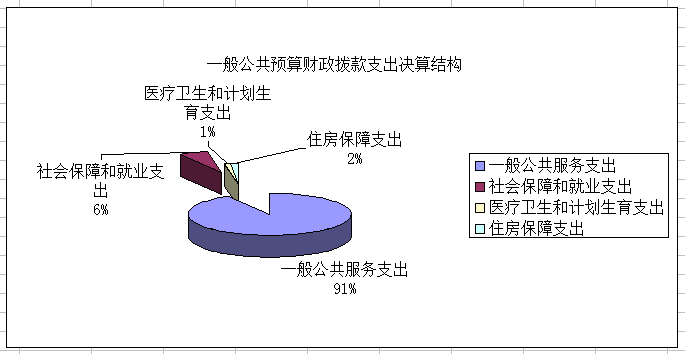 一般公共预算财政拨款支出决算结构
医疗卫生和计划生
育支出
1%
住房保障支出
2%
社会保障和就业支
出
6%
一般公共服务支出
91%
一般公共服务支出
社会保障和就业支出
医疗卫生和计划生育支出
住房保障支出